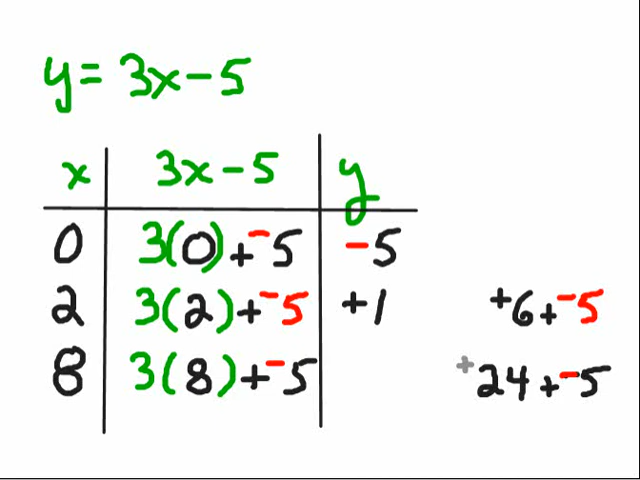 y = 3x - 5
x 3x - 5 y
0 3(0) + -5 -5
2 3(2) + -5 +1 +6 + -5
8 3(8) + -5 +24 + -5